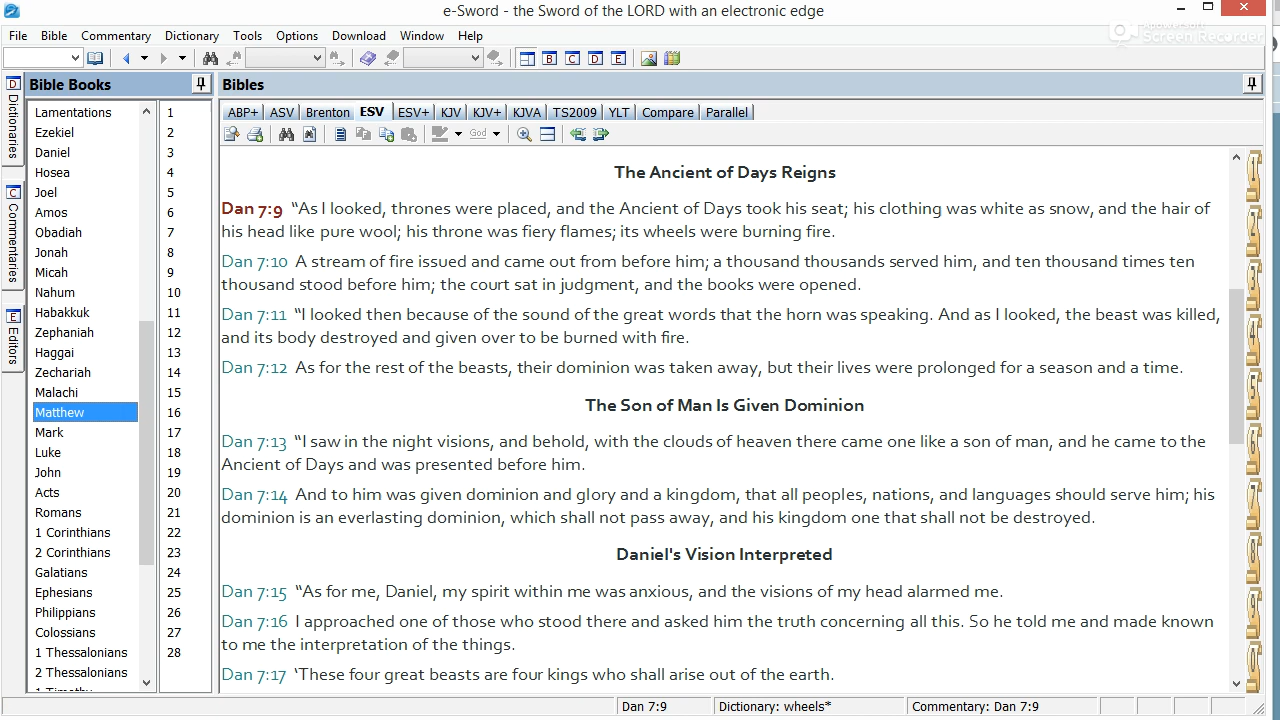 e-Sword - the Sword of the LORD with an electronic edge
File Bible Commentary Dictionary Tools Options Download Window Help
Screen Recorder
B C D E
Bible Books
Bibles
D Dictionaries
C Commentaries
E Editors
Lamentations
Ezekiel
Daniel
Hosea
Joel
Amos
Obadiah
Jonah
Micah
Nahum
Habakkuk
Zephaniah
Haggai
Zechariah
Malachi
Matthew
Mark
Luke
John
Acts
Romans
1 Corinthians
2 Corinthians
Galatians
Ephesians
Philippians
Colossians
1 Thessalonians
2 Thessalonians
1 Timothy
1
2
3
4
5
6
7
8
9
10
11
12
13
14
15
16
17
18
19
20
21
22
23
24
25
26
27
28
ABP+ ASV Brenton ESV ESV+ KJV KJV+ KJVA TS2009 YLT Compare Parallel
God
The Ancient of Days Reigns
Dan 7:9 “As I looked, thrones were placed, and the Ancient of Days took his seat; his clothing was white as snow, and the hair of
his head like pure wool; his throne was fiery flames; its wheels were burning fire.
Dan 7:10 A stream of fire issued and came out from before him; a thousand thousands served him, and ten thousand times ten
thousand stood before him; the court sat in judgment, and the books were opened.
Dan 7:11 “I looked then because of the sound of the great words that the horn was speaking. And as I looked, the beast was killed,
and its body destroyed and given over to be burned with fire.
Dan 7:12 As for the rest of the beasts, their dominion was taken away, but their lives were prolonged for a season and a time.
The Son of Man Is Given Dominion
Dan 7:13 “I saw in the night visions, and behold, with the clouds of heaven there came one like a son of man, and he came to the
Ancient of Days and was presented before him.
Dan 7:14 And to him was given dominion and glory and a kingdom, that all peoples, nations, and languages should serve him; his
dominion is an everlasting dominion, which shall not pass away, and his kingdom one that shall not be destroyed.
Daniel's Vision Interpreted
Dan 7:15 “As for me, Daniel, my spirit within me was anxious, and the visions of my head alarmed me.
Dan 7:16 I approached one of those who stood there and asked him the truth concerning all this. So he told me and made known
to me the interpretation of the things.
Dan 7:17 ‘These four great beasts are four kings who shall arise out of the earth.
1
2
3
4
5
6
7
8
9
0
Dan 7:9
Dictionary: wheels*
Commentary: Dan 7:9